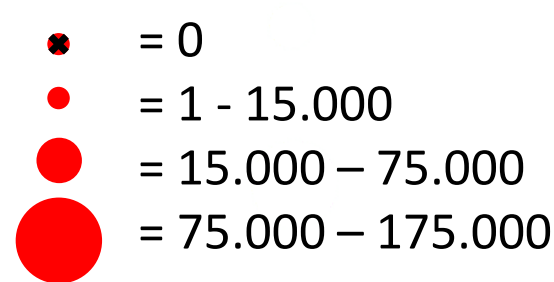 = 0
= 1 - 15.000
= 15.000 – 75.000
= 75.000 – 175.000